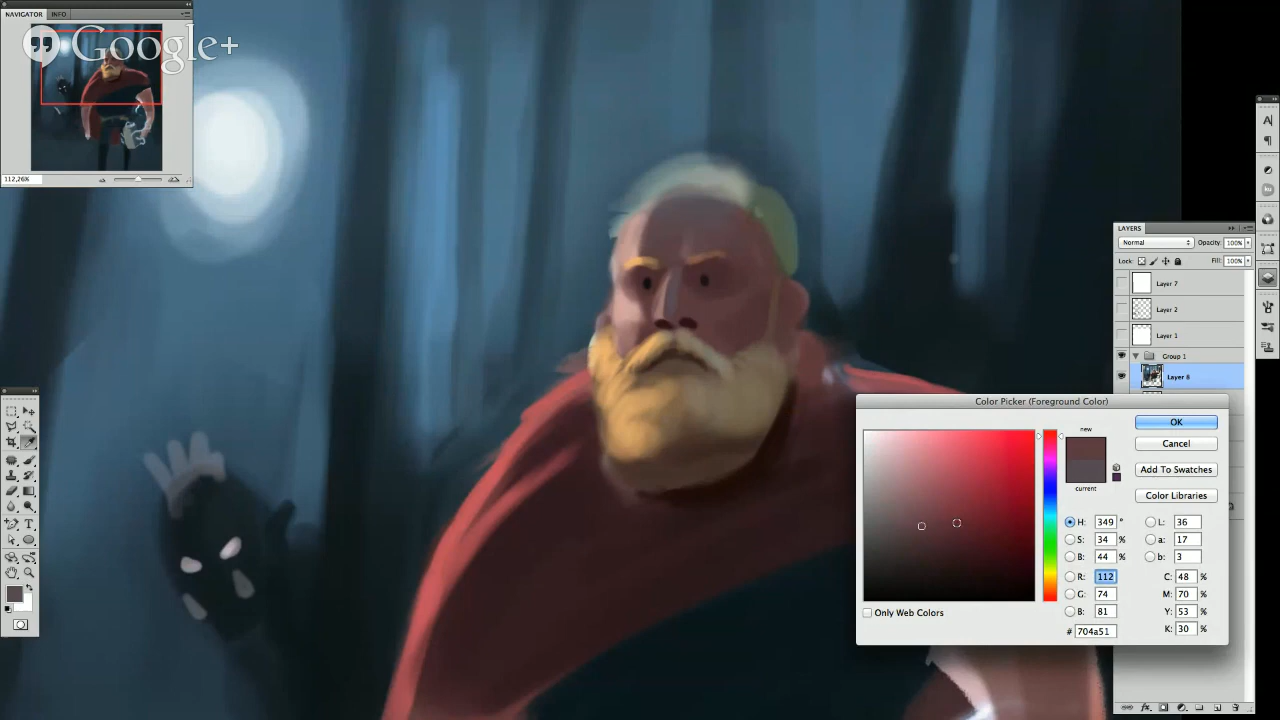 NAVIGATOR INFO
Google+
112,26%
LAYERS
Normal Opacity: 100%
Lock: Fill: 100%
Layer 7
Layer 2
Layer 1
Group 1
Layer 8
Color Picker (Foreground Color)
new
current
OK
Cancel
Add To Swatches
Color Libraries
H: 349 °
S: 34 %
B: 44 %
R: 112
G: 74
B: 81
L: 36
a: 17
b: 3
C: 48 %
M: 70 %
Y: 53 %
K: 30 %
# 704a51
Only Web Colors